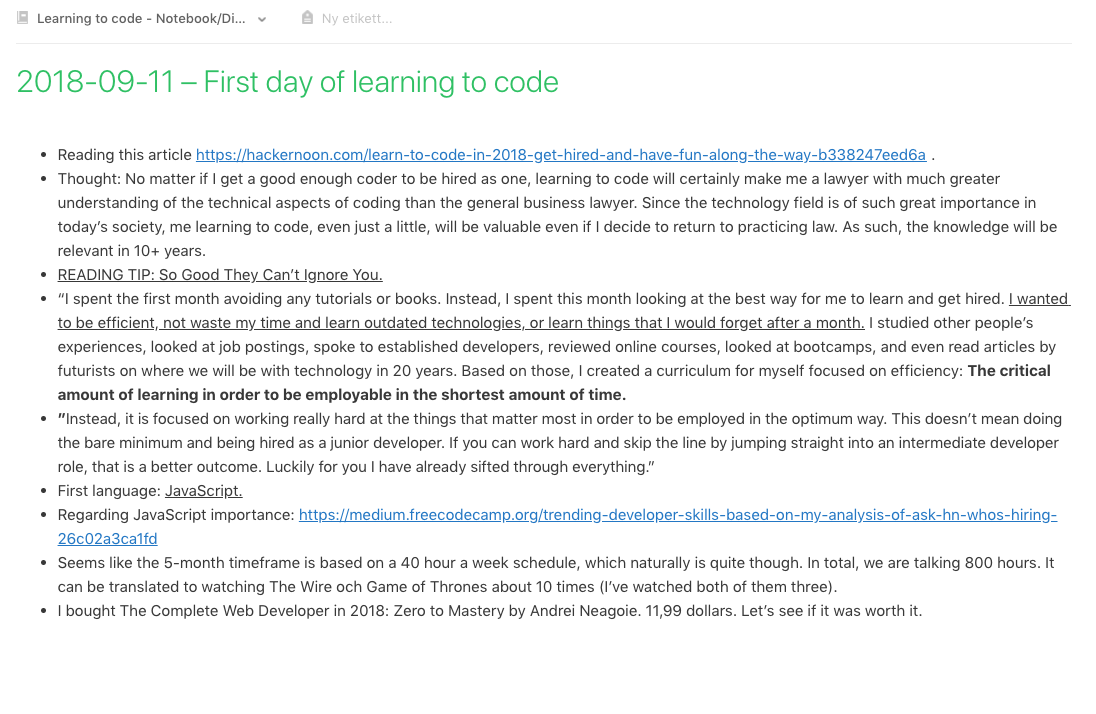 Learning to code - Notebook/Di...
Ny etikett...
2018-09-11 – First day of learning to code
• Reading this article https://hackernoon.com/learn-to-code-in-2018-get-hired-and-have-fun-along-the-way-b338247eed6a .
• Thought: No matter if I get a good enough coder to be hired as one, learning to code will certainly make me a lawyer with much greater
understanding of the technical aspects of coding than the general business lawyer. Since the technology field is of such great importance in
today’s society, me learning to code, even just a little, will be valuable even if I decide to return to practicing law. As such, the knowledge will be
relevant in 10+ years.
• READING TIP: So Good They Can’t Ignore You.
• “I spent the first month avoiding any tutorials or books. Instead, I spent this month looking at the best way for me to learn and get hired. I wanted
to be efficient, not waste my time and learn outdated technologies, or learn things that I would forget after a month. I studied other people’s
experiences, looked at job postings, spoke to established developers, reviewed online courses, looked at bootcamps, and even read articles by
futurists on where we will be with technology in 20 years. Based on those, I created a curriculum for myself focused on efficiency: The critical
amount of learning in order to be employable in the shortest amount of time.
• ”Instead, it is focused on working really hard at the things that matter most in order to be employed in the optimum way. This doesn’t mean doing
the bare minimum and being hired as a junior developer. If you can work hard and skip the line by jumping straight into an intermediate developer
role, that is a better outcome. Luckily for you I have already sifted through everything.”
• First language: JavaScript.
• Regarding JavaScript importance: https://medium.freecodecamp.org/trending-developer-skills-based-on-my-analysis-of-ask-hn-whos-hiring-
26c02a3ca1fd
• Seems like the 5-month timeframe is based on a 40 hour a week schedule, which naturally is quite though. In total, we are talking 800 hours. It
can be translated to watching The Wire och Game of Thrones about 10 times (I’ve watched both of them three).
• I bought The Complete Web Developer in 2018: Zero to Mastery by Andrei Neagoie. 11,99 dollars. Let’s see if it was worth it.